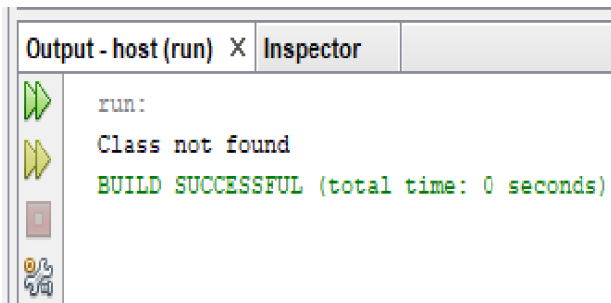 Output - host (run) X Inspector
run:
Class not found
BUILD SUCCESSFUL (total time: 0 seconds)